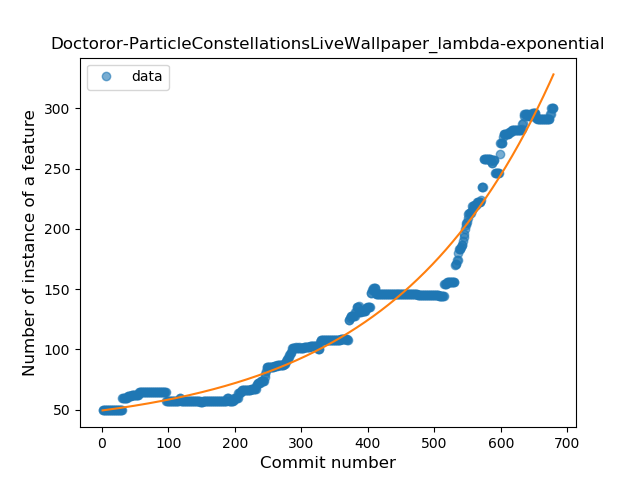 Doctoror-ParticleConstellationsLiveWallpaper_lambda-exponential
data
Number of instance of a feature
300
250
200
150
100
50
0 100 200 300 400 500 600 700
Commit number